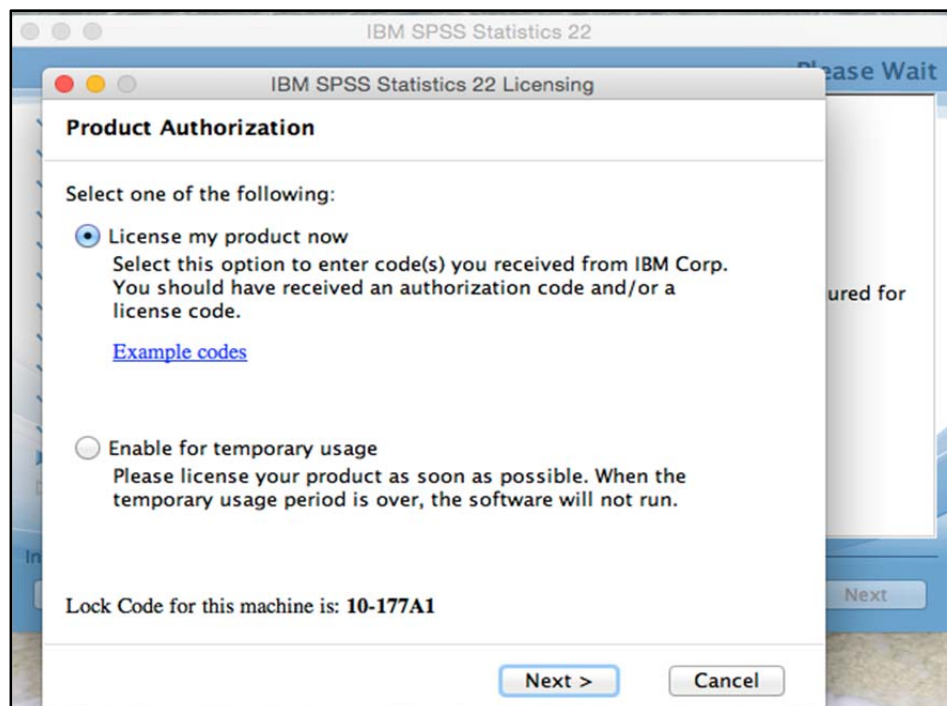 IBM SPSS Statistics 22
IBM SPSS Statistics 22 Licensing
Product Authorization
Select one of the following:
License my product now
Select this option to enter code(s) you received from IBM Corp.
You should have received an authorization code and/or a
license code.
Example codes
ured for
Enable for temporary usage
Please license your product as soon as possible. When the
temporary usage period is over, the software will not run.
In
Lock Code for this machine is: 10-177A1
Next
Next >
Cancel